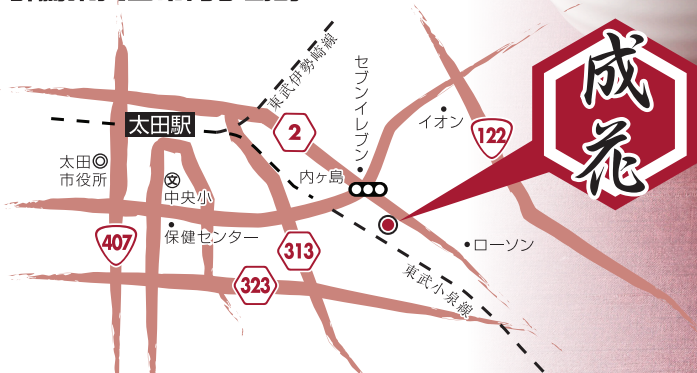 東武伊勢崎線
セブンイレブン
イオン
成花
太田駅
2
122
太田
市役所
文
中央小
内ヶ島
407
保健センター
313
ローソン
323
東武小泉線